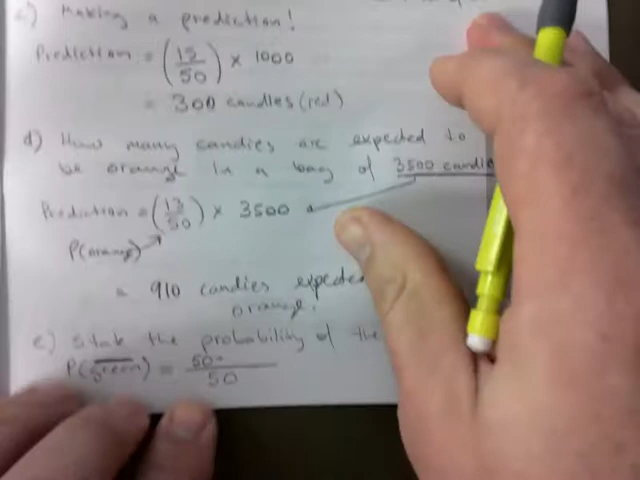 c) Making a prediction!
Prediction = (15/50) × 1000
= 300 candies (red)
d) How many candies are expected to
be orange in a bag of 3500 candie
Prediction = (13/50) × 3500
P(orange)
= 910 candies expected
orange.
e) State the probability of the
P(green) = 50-/50